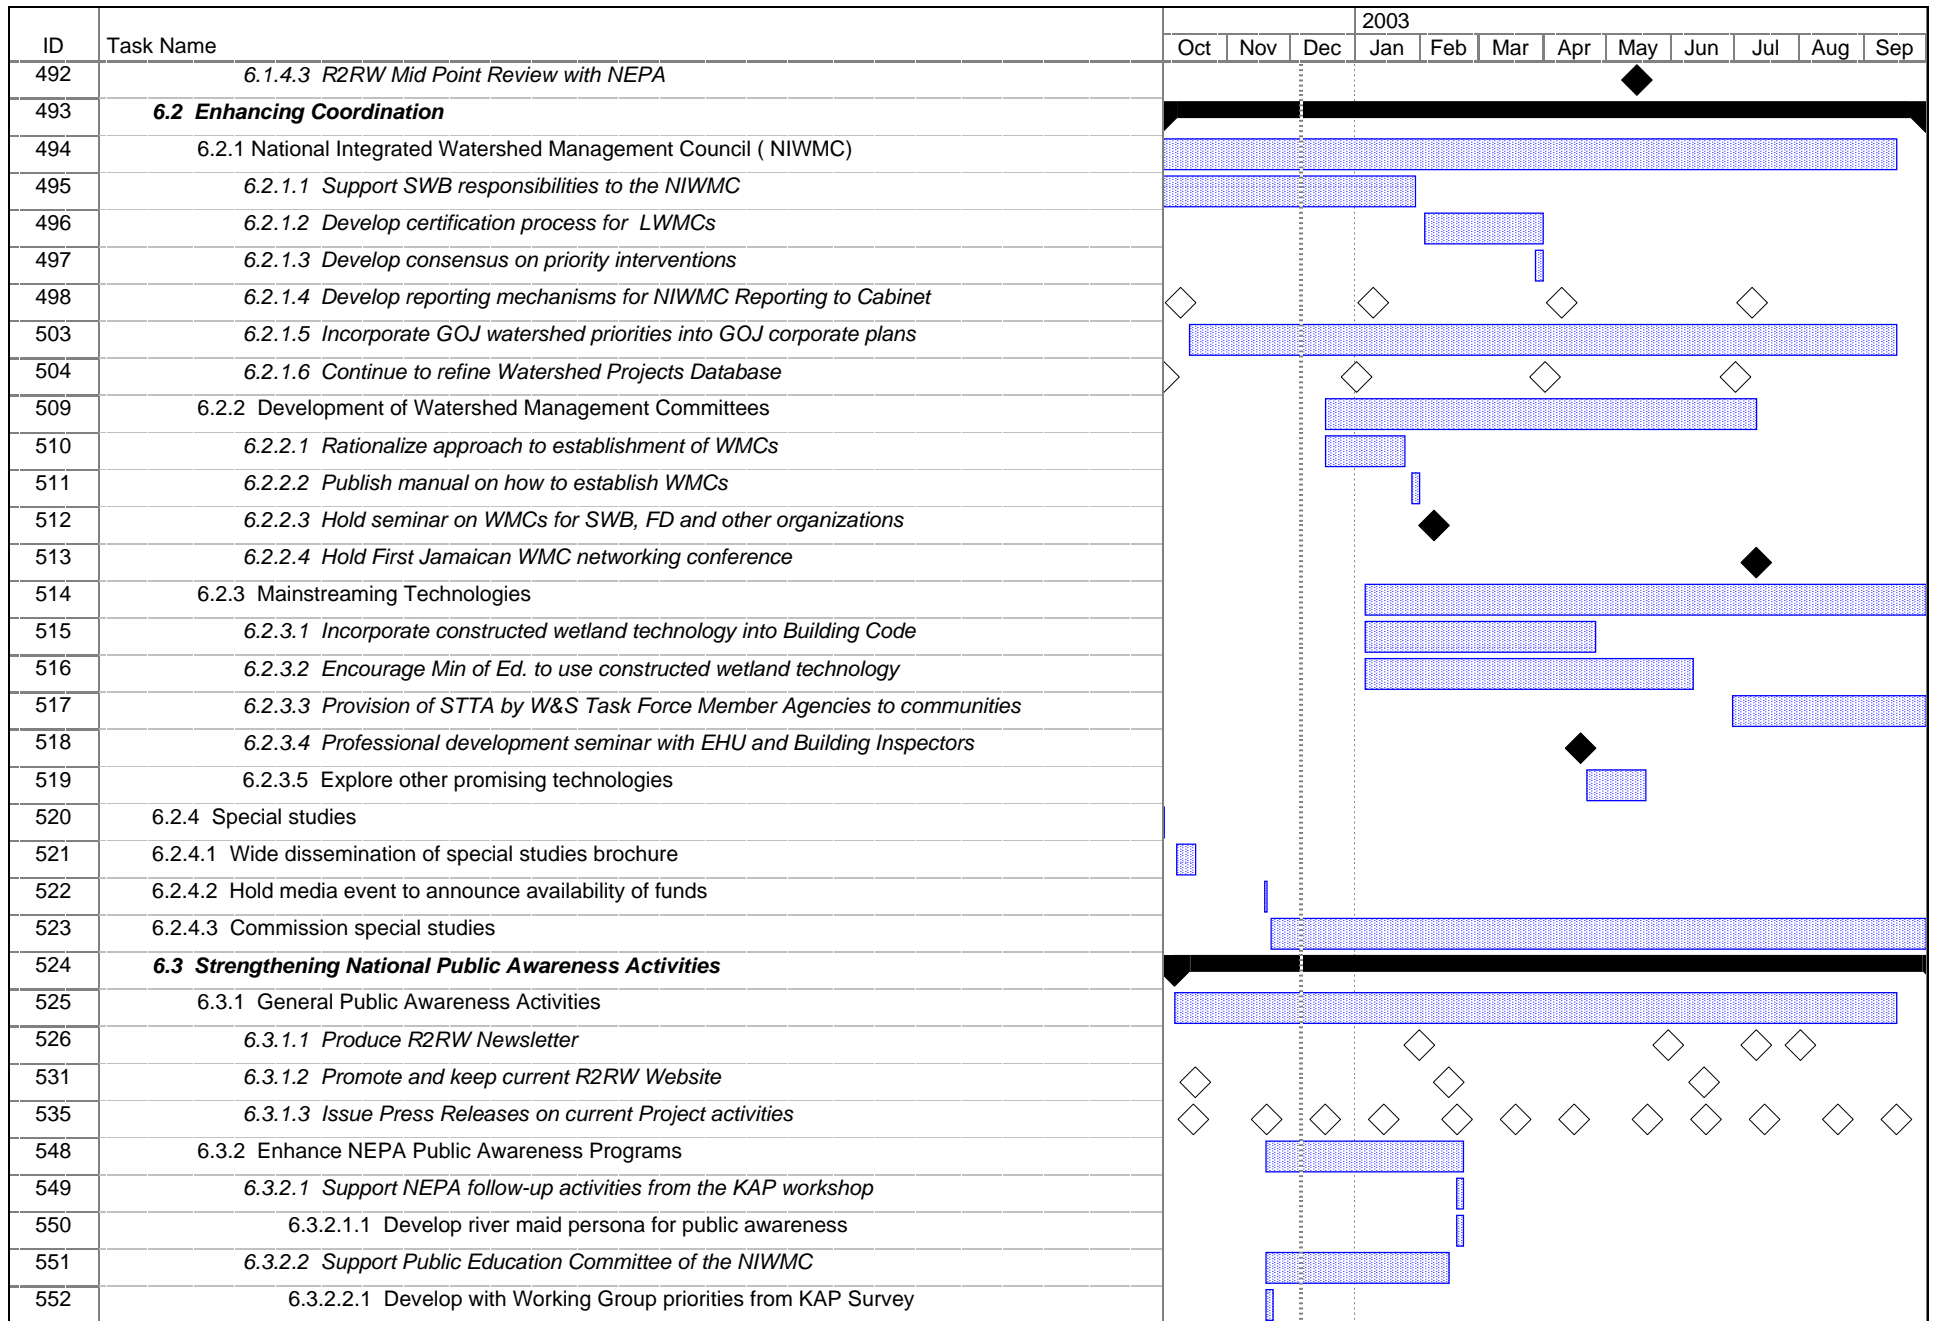 2003
ID Task Name Oct Nov Dec Jan Feb Mar Apr May Jun Jul Aug Sep
492 6.1.4.3 R2RW Mid Point Review with NEPA
493 6.2 Enhancing Coordination
494 6.2.1 National Integrated Watershed Management Council ( NIWMC)
495 6.2.1.1 Support SWB responsibilities to the NIWMC
496 6.2.1.2 Develop certification process for LWMCs
497 6.2.1.3 Develop consensus on priority interventions
498 6.2.1.4 Develop reporting mechanisms for NIWMC Reporting to Cabinet
503 6.2.1.5 Incorporate GOJ watershed priorities into GOJ corporate plans
504 6.2.1.6 Continue to refine Watershed Projects Database
509 6.2.2 Development of Watershed Management Committees
510 6.2.2.1 Rationalize approach to establishment of WMCs
511 6.2.2.2 Publish manual on how to establish WMCs
512 6.2.2.3 Hold seminar on WMCs for SWB, FD and other organizations
513 6.2.2.4 Hold First Jamaican WMC networking conference
514 6.2.3 Mainstreaming Technologies
515 6.2.3.1 Incorporate constructed wetland technology into Building Code
516 6.2.3.2 Encourage Min of Ed. to use constructed wetland technology
517 6.2.3.3 Provision of STTA by W&S Task Force Member Agencies to communities
518 6.2.3.4 Professional development seminar with EHU and Building Inspectors
519 6.2.3.5 Explore other promising technologies
520 6.2.4 Special studies
521 6.2.4.1 Wide dissemination of special studies brochure
522 6.2.4.2 Hold media event to announce availability of funds
523 6.2.4.3 Commission special studies
524 6.3 Strengthening National Public Awareness Activities
525 6.3.1 General Public Awareness Activities
526 6.3.1.1 Produce R2RW Newsletter
531 6.3.1.2 Promote and keep current R2RW Website
535 6.3.1.3 Issue Press Releases on current Project activities
548 6.3.2 Enhance NEPA Public Awareness Programs
549 6.3.2.1 Support NEPA follow-up activities from the KAP workshop
550 6.3.2.1.1 Develop river maid persona for public awareness
551 6.3.2.2 Support Public Education Committee of the NIWMC
552 6.3.2.2.1 Develop with Working Group priorities from KAP Survey